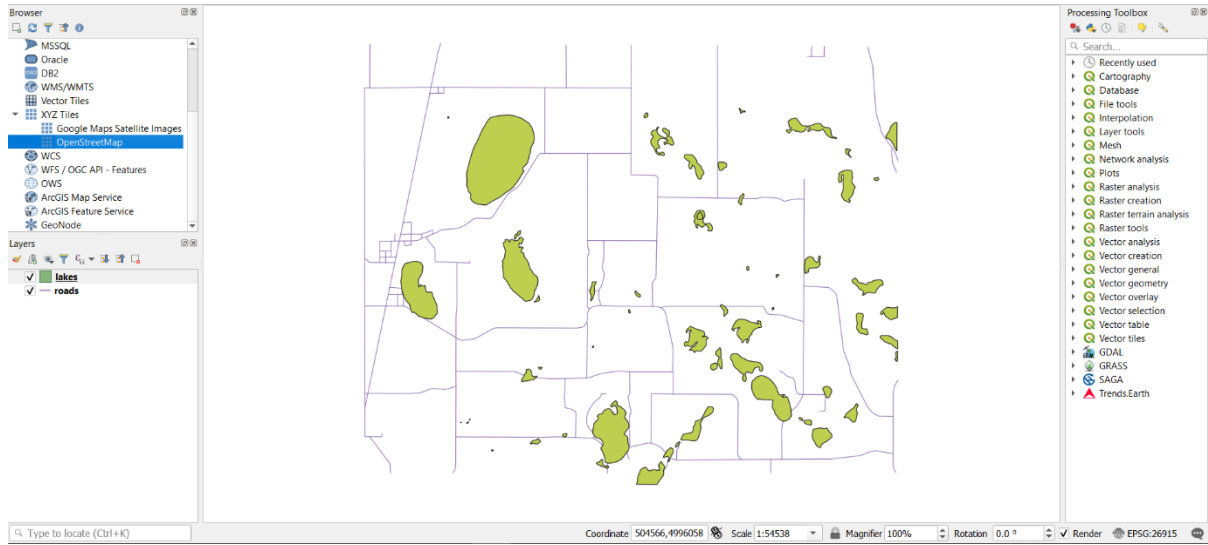 Browser
MSSQL
Oracle
DB2
WMS/WMTS
Vector Tiles
XYZ Tiles
Google Maps Satellite Images
OpenStreetMap
WCS
WFS / OGC API - Features
OWS
ArcGIS Map Service
ArcGIS Feature Service
GeoNode
Layers
lakes
roads
Processing Toolbox
Search...
Recently used
Cartography
Database
File tools
Interpolation
Layer tools
Mesh
Network analysis
Plots
Raster analysis
Raster creation
Raster terrain analysis
Raster tools
Vector analysis
Vector creation
Vector general
Vector geometry
Vector overlay
Vector selection
Vector table
Vector tiles
GDAL
GRASS
SAGA
Trends.Earth
Type to locate (Ctrl+K) Coordinate 504566,4996058 Scale 1:54538 Magnifier 100% Rotation 0.0 ° Render EPSG:26915